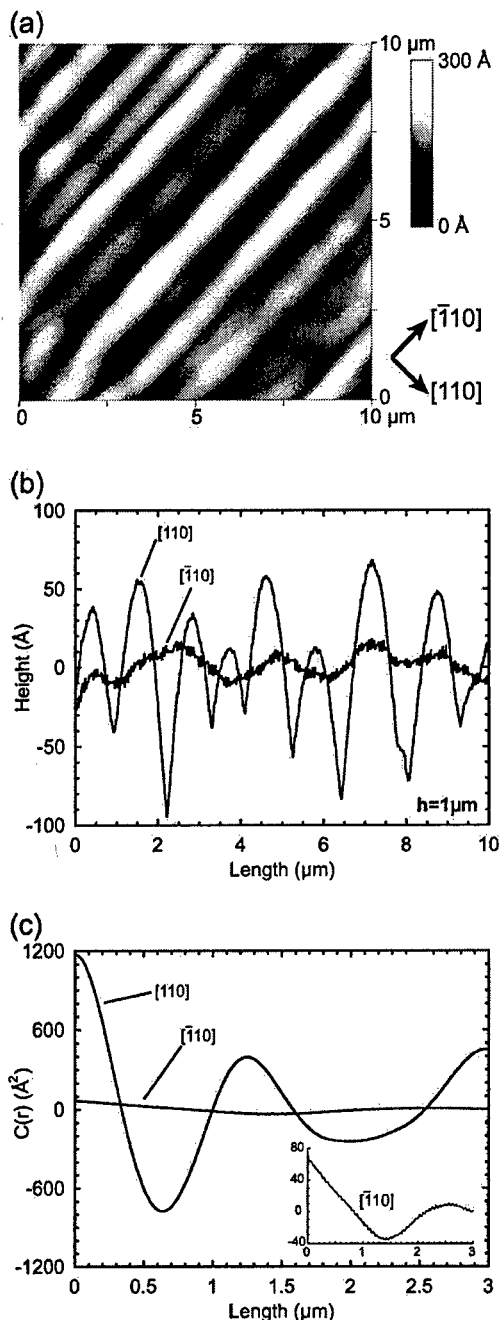 (a)
10 µm
300 Å
5
0 Å
[1̄10]
[110]
0
0 5 10 µm
(b)
100
[110]
[1̄10]
50
Height (Å)
0
-50
-100
h=1µm
0 2 4 6 8 10
Length (µm)
(c)
1200
[110]
600
[1̄10]
C(r) (Å²)
0
80
[1̄10]
40
0
-40
0 1 2 3
-600
-1200
0 0.5 1 1.5 2 2.5 3
Length (µm)